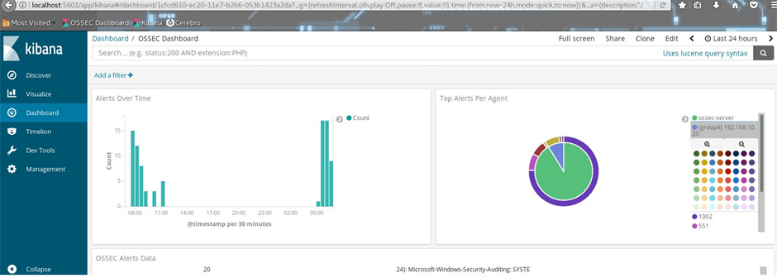 localhost:5601/app/kibana#/dashboard/1cfcd610-ec20-11e7-b2b6-053b1423a2da?_g=(refreshInterval:(display:Off,pause:!f,value:0),time:(from:now-24h,mode:quick,to:now))&_a=(description:'
Search
Most Visited OSSEC Dashboard - Kibana Cerebro
kibana
Discover
Visualize
Dashboard
Timelion
Dev Tools
Management
Collapse
Dashboard / OSSEC Dashboard
Full screen Share Clone Edit Last 24 hours
Search... (e.g. status:200 AND extension:PHP)
Uses lucene query syntax
Add a filter +
Alerts Over Time
Count
15
10
5
0
08:00 11:00 14:00 17:00 20:00 23:00 02:00 05:00
@timestamp per 30 minutes
Count
Top Alerts Per Agent
ossec-server
(group4) 192.168.10.
20
1002
551
OSSEC Alerts Data
20
24): Microsoft-Windows-Security-Auditing: SYSTE